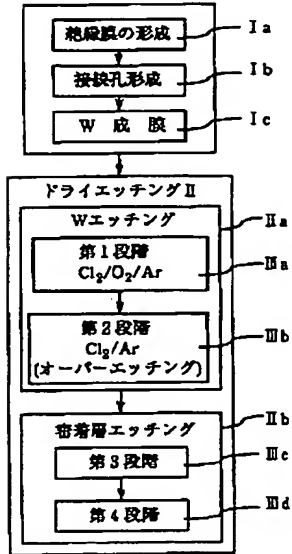 絶縁膜の形成
Ⅰa
接続孔形成
Ⅰb
W 成 膜
Ⅰc
ドライエッチングⅡ
Wエッチング
Ⅱa
第1段階
Cl₂/O₂/Ar
Ⅲa
第2段階
Cl₂/Ar
(オーバーエッチング)
Ⅲb
密着層エッチング
Ⅱb
第3段階
Ⅲc
第4段階
Ⅲd